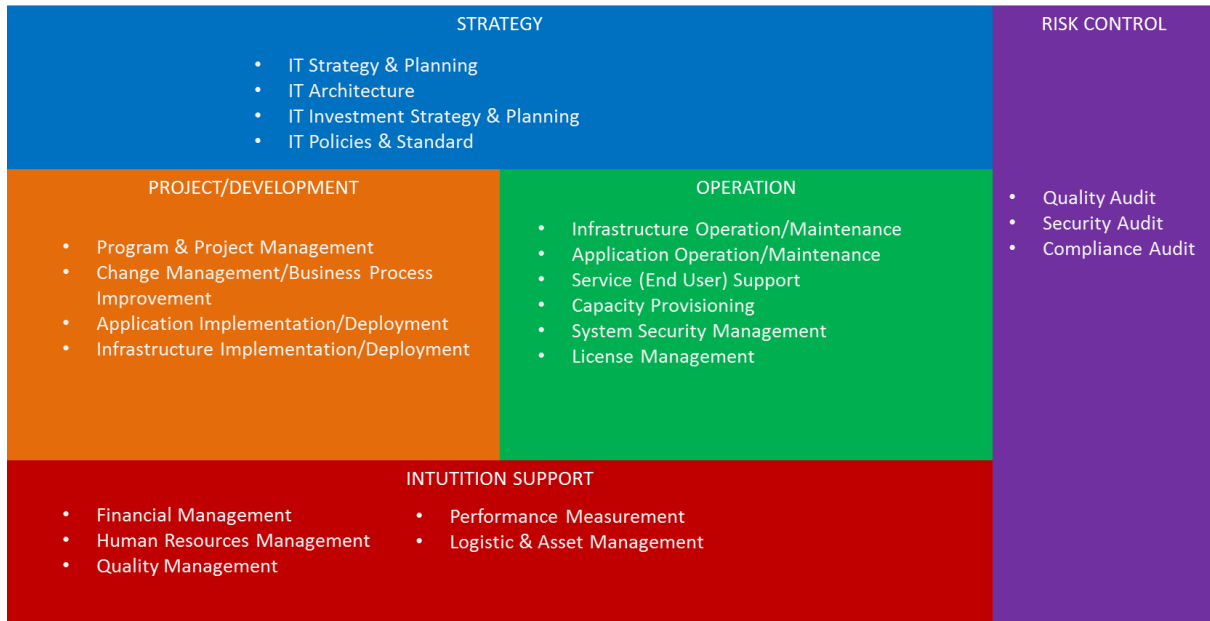 STRATEGY
• IT Strategy & Planning
• IT Architecture
• IT Investment Strategy & Planning
• IT Policies & Standard
RISK CONTROL
• Quality Audit
• Security Audit
• Compliance Audit
PROJECT/DEVELOPMENT
• Program & Project Management
• Change Management/Business Process
Improvement
• Application Implementation/Deployment
• Infrastructure Implementation/Deployment
OPERATION
• Infrastructure Operation/Maintenance
• Application Operation/Maintenance
• Service (End User) Support
• Capacity Provisioning
• System Security Management
• License Management
INTUTITION SUPPORT
• Financial Management
• Human Resources Management
• Quality Management
• Performance Measurement
• Logistic & Asset Management